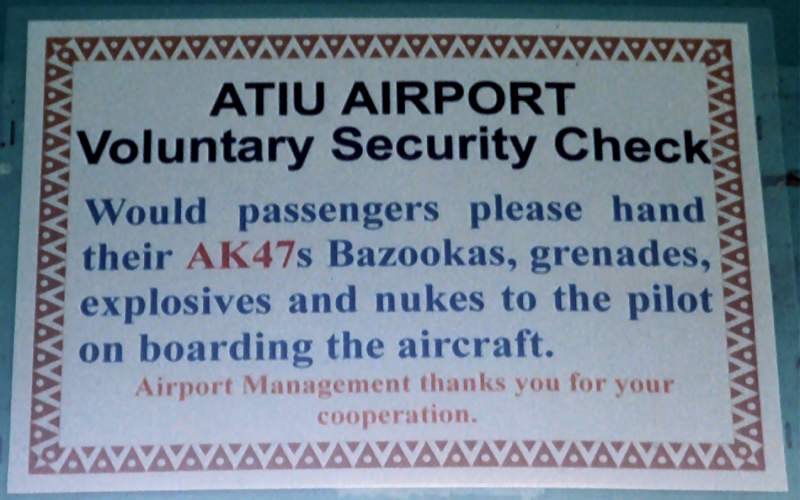 ATIU AIRPORT
Voluntary Security Check
Would passengers please hand
their AK47s Bazookas, grenades,
explosives and nukes to the pilot
on boarding the aircraft.
Airport Management thanks you for your
cooperation.